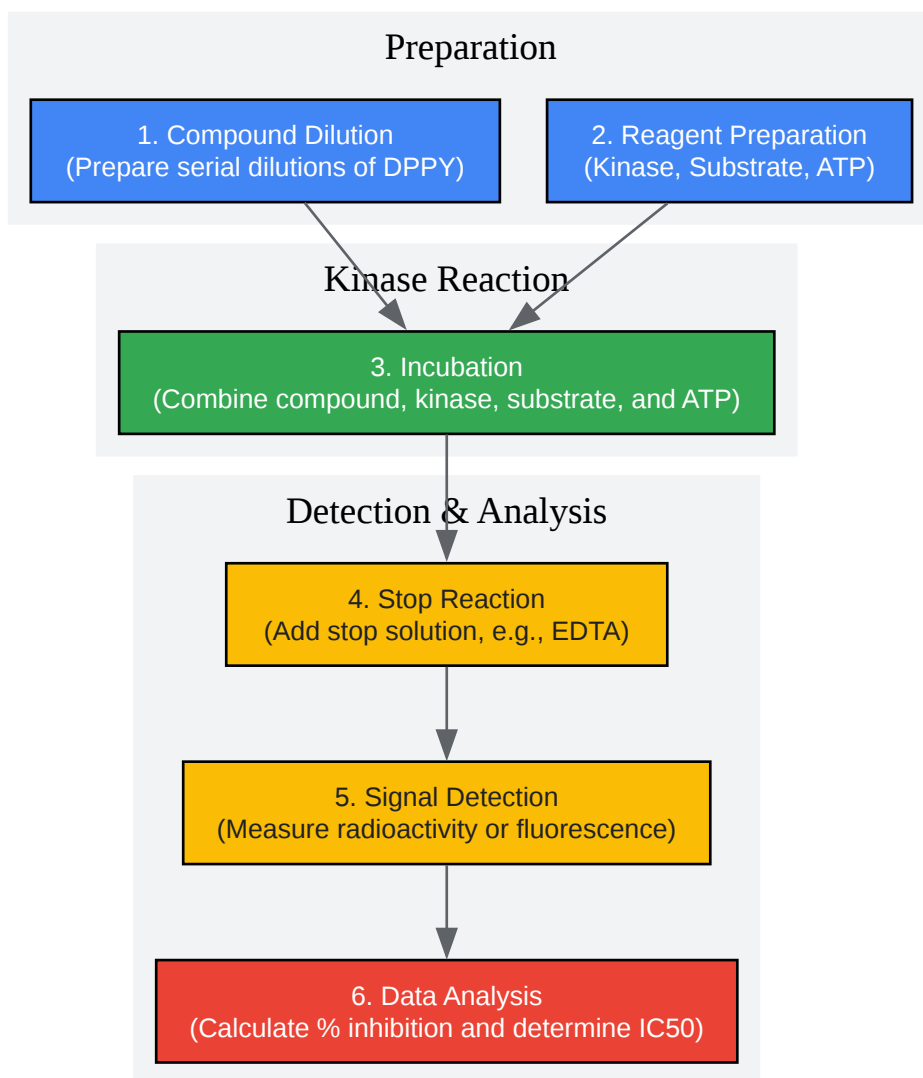 Preparation
1. Compound Dilution
(Prepare serial dilutions of DPPY)
2. Reagent Preparation
(Kinase, Substrate, ATP)
Kinase Reaction
3. Incubation
(Combine compound, kinase, substrate, and ATP)
Detection & Analysis
4. Stop Reaction
(Add stop solution, e.g., EDTA)
5. Signal Detection
(Measure radioactivity or fluorescence)
6. Data Analysis
(Calculate % inhibition and determine IC50)